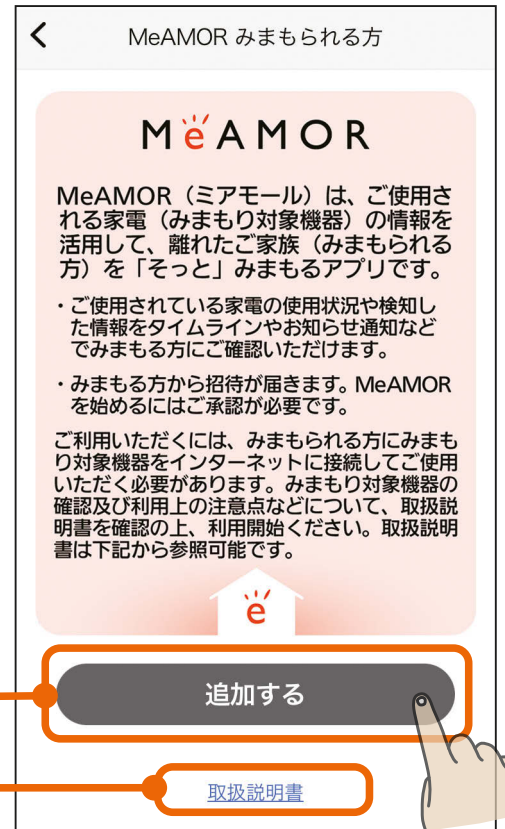 MeAMOR みまもられる方
MëAMOR
MeAMOR（ミアモール）は、ご使用さ
れる家電（みまもり対象機器）の情報を
活用して、離れたご家族（みまもられる
方）を「そっと」みまもるアプリです。
・ご使用されている家電の使用状況や検知し
た情報をタイムラインやお知らせ通知など
でみまもる方にご確認いただけます。
・みまもる方から招待が届きます。MeAMOR
を始めるにはご承認が必要です。
ご利用いただくには、みまもられる方にみまも
り対象機器をインターネットに接続してご使用
いただく必要があります。みまもり対象機器の
確認及び利用上の注意点などについて、取扱説
明書を確認の上、利用開始ください。取扱説明
書は下記から参照可能です。
ë
追加する
取扱説明書